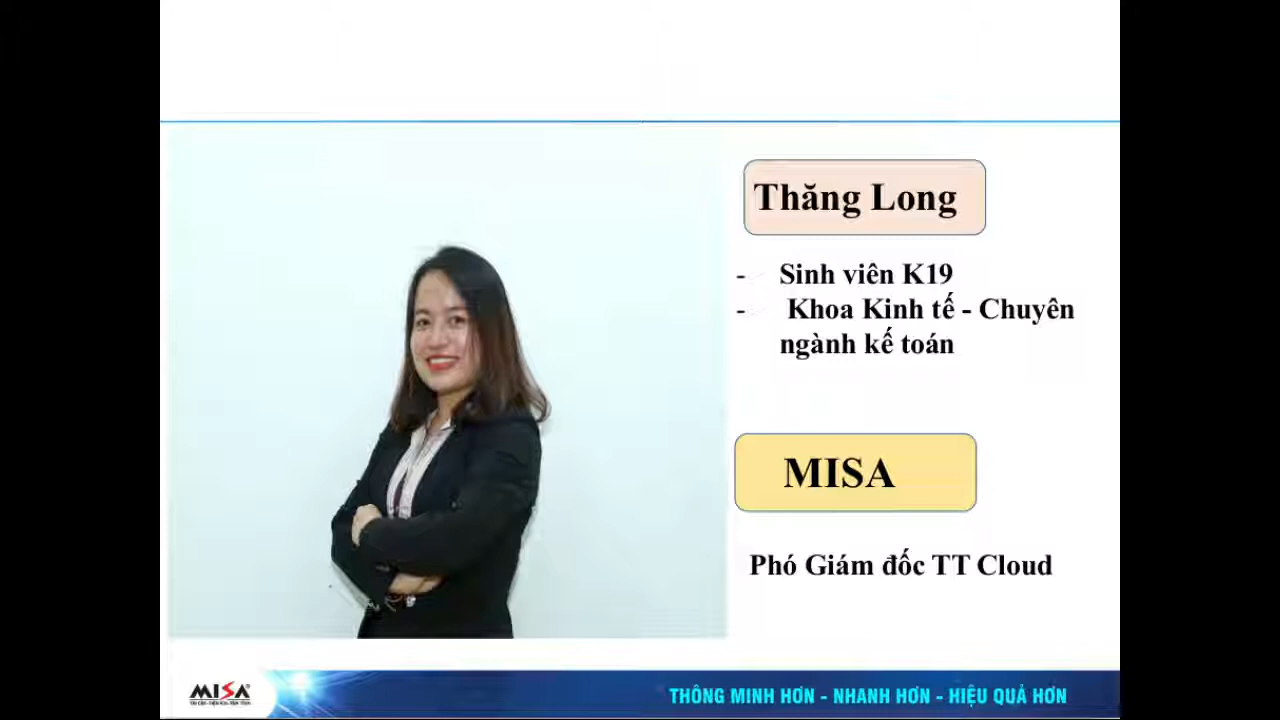 Thăng Long
- Sinh viên K19
- Khoa Kinh tế - Chuyên
ngành kế toán
MISA
Phó Giám đốc TT Cloud
MISA
THÔNG MINH HƠN - NHANH HƠN - HIỆU QUẢ HƠN